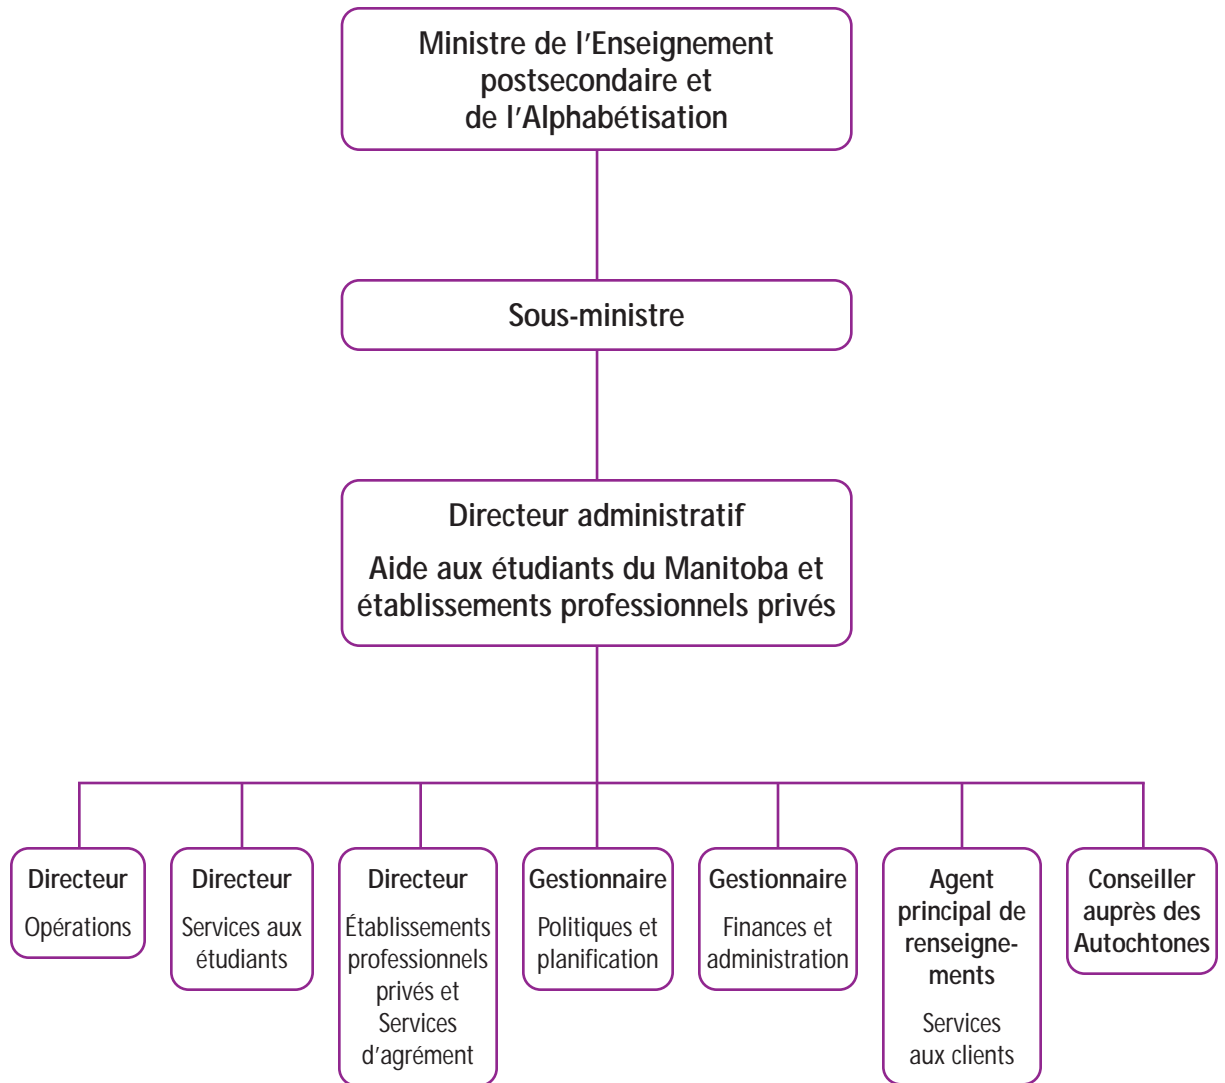 Ministre de l'Enseignement
postsecondaire et
de l'Alphabétisation
Sous-ministre
Directeur administratif
Aide aux étudiants du Manitoba et
établissements professionnels privés
Directeur
Opérations
Directeur
Services aux
étudiants
Directeur
Établissements
professionnels
privés et
Services
d'agrément
Gestionnaire
Politiques et
planification
Gestionnaire
Finances et
administration
Agent
principal de
renseigne-
ments
Services
aux clients
Conseiller
auprès des
Autochtones